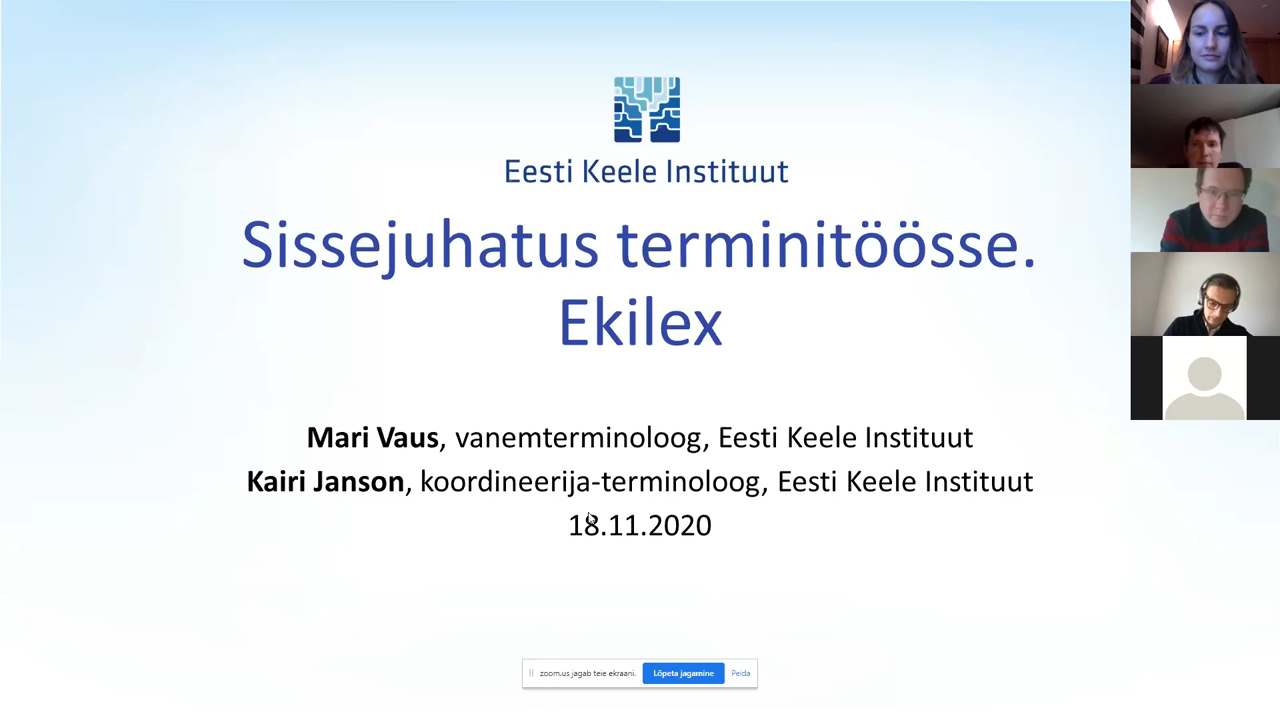 Eesti Keele Instituut
Sissejuhatus terminitöösse.
Ekilex
Mari Vaus, vanemterminoloog, Eesti Keele Instituut
Kairi Janson, koordineerija-terminoloog, Eesti Keele Instituut
18.11.2020
zoom.us jagab teie ekraani. Lõpeta jagamine Peida